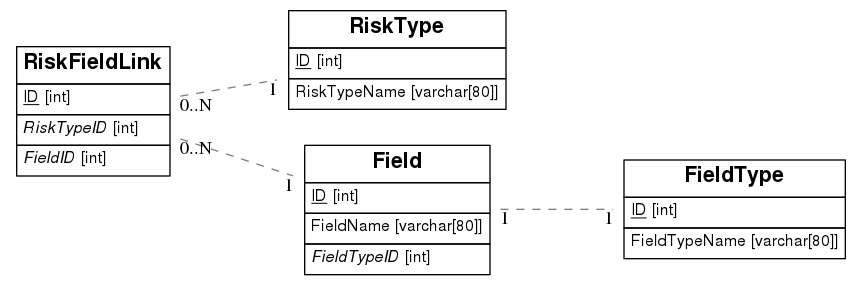 RiskFieldLink
ID [int]
RiskTypeID [int]
FieldID [int]
0..N
1
RiskType
ID [int]
RiskTypeName [varchar[80]]
0..N
1
Field
ID [int]
FieldName [varchar[80]]
FieldTypeID [int]
1
1
FieldType
ID [int]
FieldTypeName [varchar[80]]